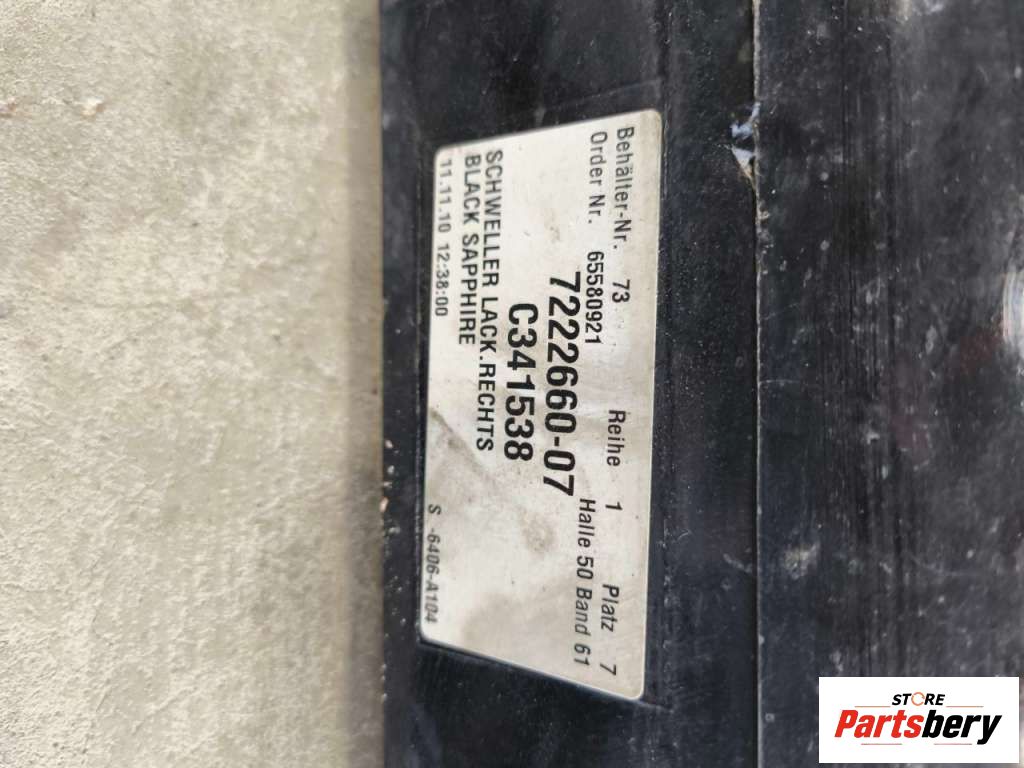 Behälter-Nr. 73 Reihe 1 Platz 7
Order Nr. 65580921 Halle 50 Band 61
7222660-07
C341538
SCHWELLER LACK.RECHTS
BLACK SAPPHIRE
11.11.10 12:38:00 S -6406-A104
STORE
Partsbery